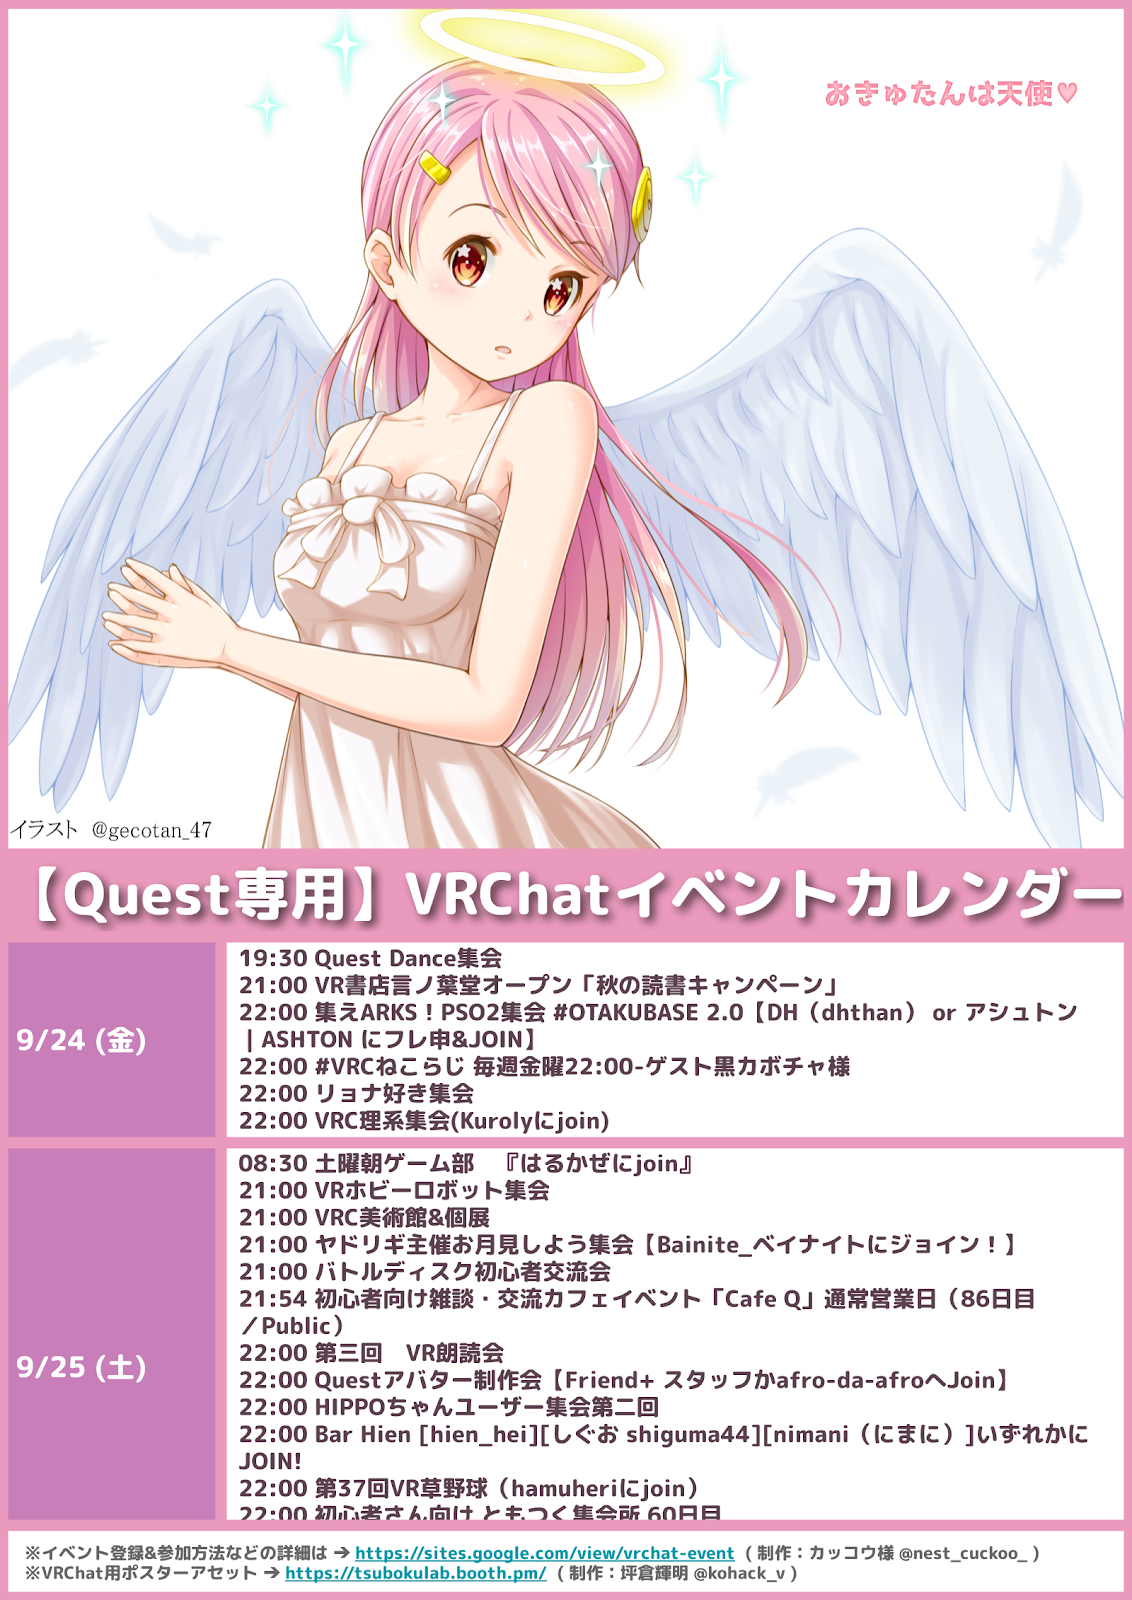 おきゅたんは天使♥
イラスト @gecotan_47
【Quest専用】VRChatイベントカレンダー
9/24 (金)
19:30 Quest Dance集会
21:00 VR書店言ノ葉堂オープン「秋の読書キャンペーン」
22:00 集えARKS！PSO2集会 #OTAKUBASE 2.0【DH（dhthan） or アシュトン
｜ASHTON にフレ申&JOIN】
22:00 #VRCねこらじ 毎週金曜22:00-ゲスト黒カボチャ様
22:00 リョナ好き集会
22:00 VRC理系集会(Kurolyにjoin)
9/25 (土)
08:30 土曜朝ゲーム部　『はるかぜにjoin』
21:00 VRホビーロボット集会
21:00 VRC美術館&個展
21:00 ヤドリギ主催お月見しよう集会【Bainite_ベイナイトにジョイン！】
21:00 バトルディスク初心者交流会
21:54 初心者向け雑談・交流カフェイベント「Cafe Q」通常営業日（86日目
／Public）
22:00 第三回　VR朗読会
22:00 Questアバター制作会【Friend+ スタッフかafro-da-afroへJoin】
22:00 HIPPOちゃんユーザー集会第二回
22:00 Bar Hien [hien_hei][しぐお shiguma44][nimani（にまに）]いずれかに
JOIN!
22:00 第37回VR草野球（hamuheriにjoin）
22:00 初心者さん向け ともつく集会所 60日目
※イベント登録&参加方法などの詳細は ➔ https://sites.google.com/view/vrchat-event ( 制作：カッコウ様 @nest_cuckoo_ )
※VRChat用ポスターアセット ➔ https://tsubokulab.booth.pm/ ( 制作：坪倉輝明 @kohack_v )